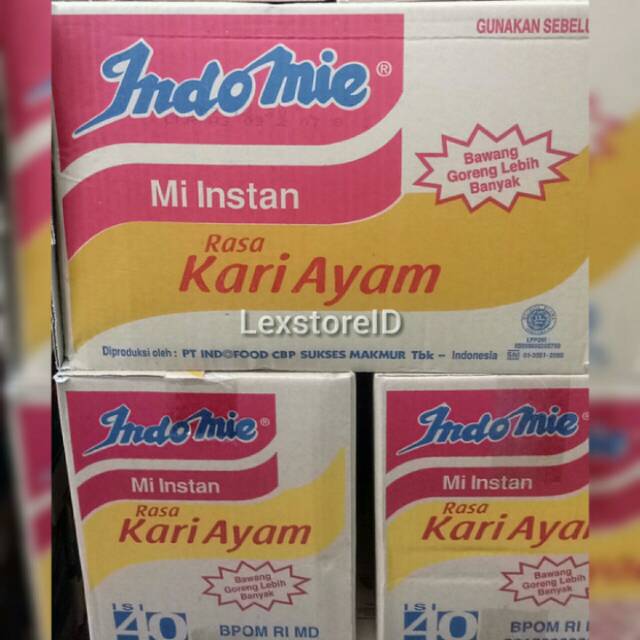 GUNAKAN SEBELU
Indomie®
Bawang
Goreng Lebih
Banyak
Mi Instan
Rasa
Kari Ayam
LexstoreID
Diproduksi oleh : PT INDOFOOD CBP SUKSES MAKMUR Tbk - Indonesia
Indomie®
Mi Instan
Rasa
Kari Ayam
Bawang
Goreng Lebih
Banyak
ISI
40
BPOM RI MD
Indomie®
Mi Instan
Rasa
Kari Aya
Bawang
Goreng Lebih
Banyak
ISI
40
BPOM RI MD